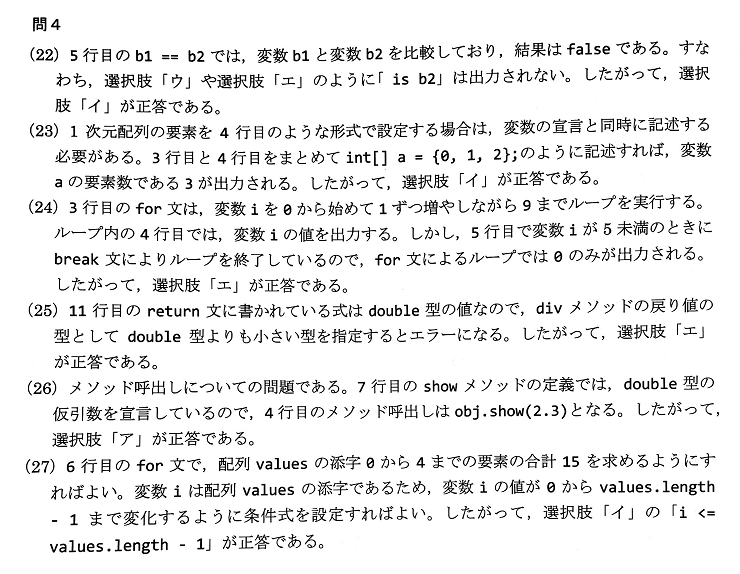 問４
(22) 5 行目の b1 == b2 では，変数 b1 と変数 b2 を比較しており，結果は false である。すな
わち，選択肢「ウ」や選択肢「エ」のように「 is b2」は出力されない。したがって，選択
肢「イ」が正答である。
(23) 1 次元配列の要素を 4 行目のような形式で設定する場合は，変数の宣言と同時に記述する
必要がある。3 行目と 4 行目をまとめて int[] a = {0, 1, 2};のように記述すれば，変数
a の要素数である 3 が出力される。したがって，選択肢「イ」が正答である。
(24) 3 行目の for 文は，変数 i を 0 から始めて 1 ずつ増やしながら 9 までループを実行する。
ループ内の 4 行目では，変数 i の値を出力する。しかし，5 行目で変数 i が 5 未満のときに
break 文によりループを終了しているので，for 文によるループでは 0 のみが出力される。
したがって，選択肢「エ」が正答である。
(25) 11 行目の return 文に書かれている式は double 型の値なので，div メソッドの戻り値の
型として double 型よりも小さい型を指定するとエラーになる。したがって，選択肢「エ」
が正答である。
(26) メソッド呼出しについての問題である。7 行目の show メソッドの定義では，double 型の
仮引数を宣言しているので，4 行目のメソッド呼出しは obj.show(2.3)となる。したがって，
選択肢「ア」が正答である。
(27) 6 行目の for 文で，配列 values の添字 0 から 4 までの要素の合計 15 を求めるようにす
ればよい。変数 i は配列 values の添字であるため，変数 i の値が 0 から values.length
- 1 まで変化するように条件式を設定すればよい。したがって，選択肢「イ」の「i <=
values.length - 1」が正答である。